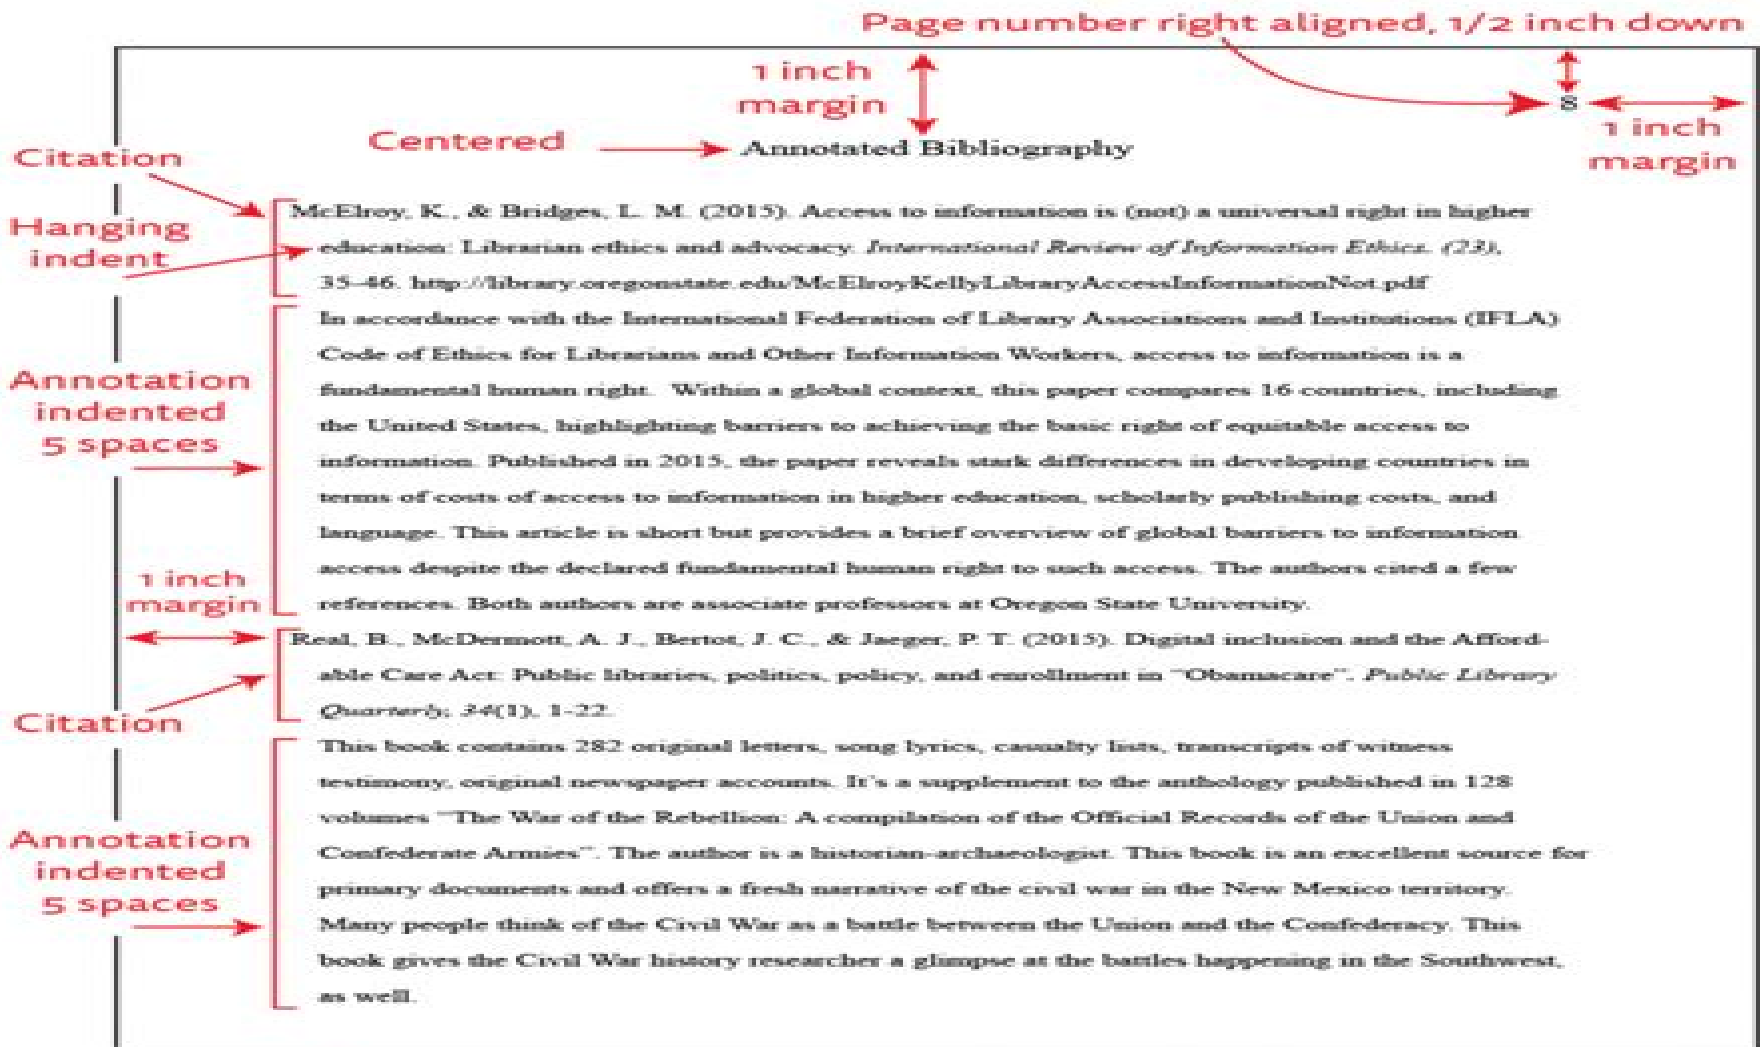 Page number right aligned, 1/2 inch down
1 inch
margin
8
1 inch
margin
Centered
Annotated Bibliography
Citation
Hanging
indent
McElroy, K., & Bridges, L. M. (2015). Access to information is (not) a universal right in higher
education: Librarian ethics and advocacy. International Review of Information Ethics. (23),
35-46. http://library.oregonstate.edu/McElroyKellyLibraryAccessInformationNot.pdf
Annotation
indented
5 spaces
In accordance with the International Federation of Library Associations and Institutions (IFLA)
Code of Ethics for Librarians and Other Information Workers, access to information is a
fundamental human right. Within a global context, this paper compares 16 countries, including
the United States, highlighting barriers to achieving the basic right of equitable access to
information. Published in 2015, the paper reveals stark differences in developing countries in
terms of costs of access to information in higher education, scholarly publishing costs, and
language. This article is short but provides a brief overview of global barriers to information
access despite the declared fundamental human right to such access. The authors cited a few
references. Both authors are associate professors at Oregon State University.
1 inch
margin
Citation
Real, B., McDermott, A. J., Bertot, J. C., & Jaeger, P. T. (2015). Digital inclusion and the Afford-
able Care Act: Public libraries, politics, policy, and enrollment in "Obamacare". Public Library
Quarterly, 34(1), 1-22.
Annotation
indented
5 spaces
This book contains 282 original letters, song lyrics, casualty lists, transcripts of witness
testimony, original newspaper accounts. It's a supplement to the anthology published in 128
volumes "The War of the Rebellion: A compilation of the Official Records of the Union and
Confederate Armies". The author is a historian-archaeologist. This book is an excellent source for
primary documents and offers a fresh narrative of the civil war in the New Mexico territory.
Many people think of the Civil War as a battle between the Union and the Confederacy. This
book gives the Civil War history researcher a glimpse at the battles happening in the Southwest,
as well.